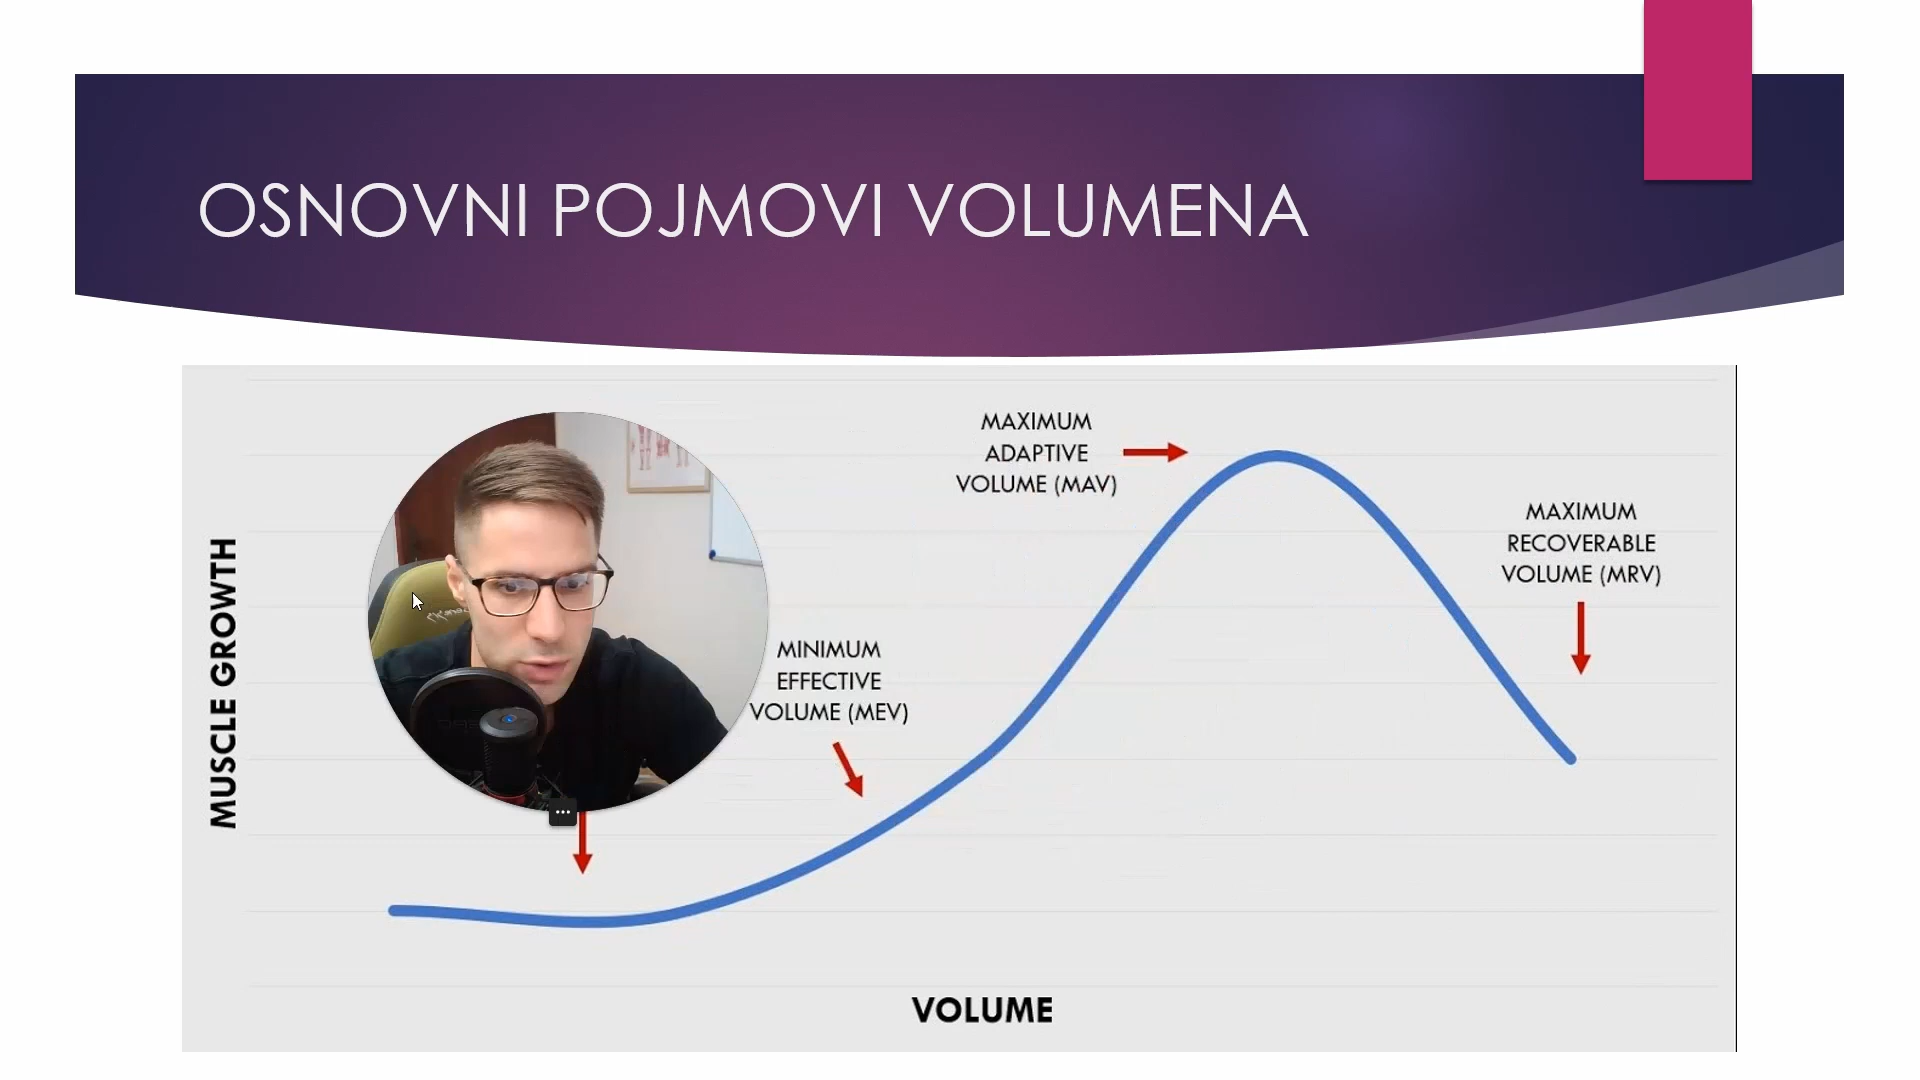 OSNOVNI POJMOVI VOLUMENA
MAXIMUM
ADAPTIVE
VOLUME (MAV)
MAXIMUM
RECOVERABLE
VOLUME (MRV)
MINIMUM
EFFECTIVE
VOLUME (MEV)
MUSCLE GROWTH
VOLUME